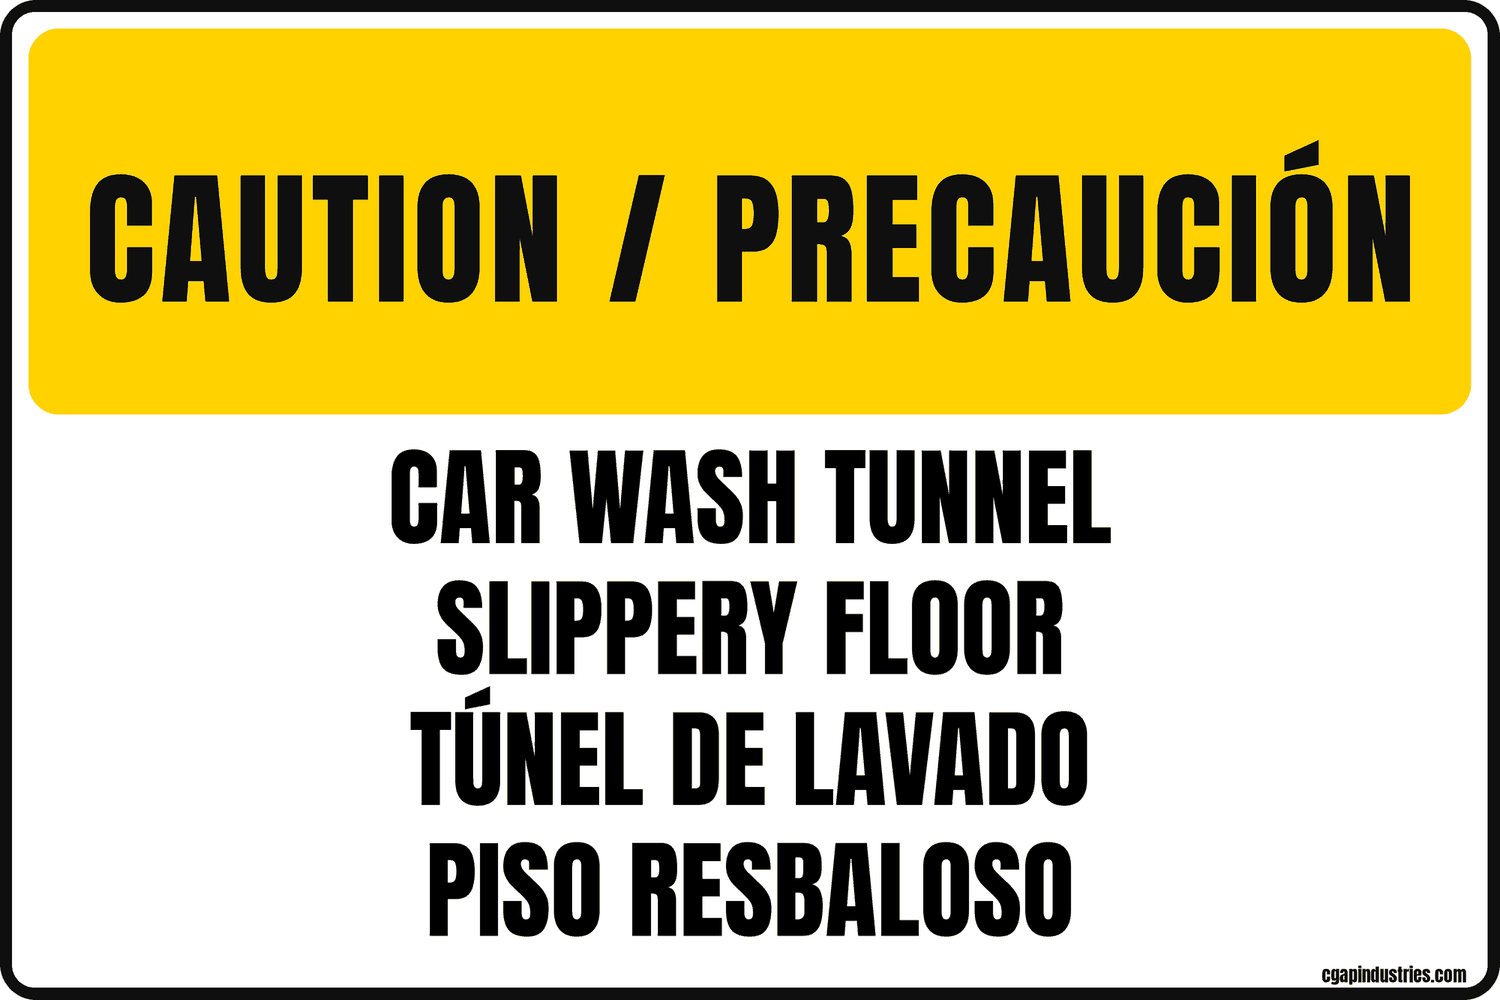 CAUTION / PRECAUCIÓN
CAR WASH TUNNEL
SLIPPERY FLOOR
TÚNEL DE LAVADO
PISO RESBALOSO
cgapindustries.com